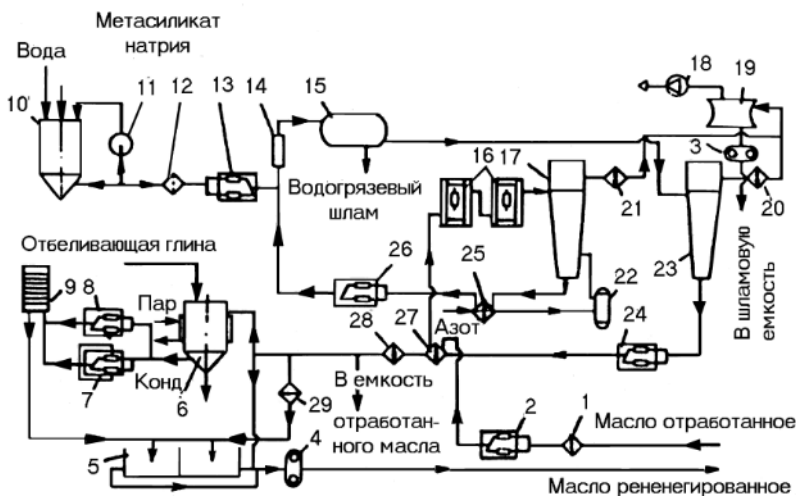 Метасиликат
натрия
Вода
10
11
12
13
14
15
18
19
3
Водогрязевый
шлам
16
17
21
20
Отбеливающая глина
9
8
Пар
26
25
22
23
В шламовую
емкость
Азот
28
27
24
7
Конд.
6
29
В емкость
отработан-
ного масла
2
1
Масло отработанное
5
4
Масло рененегированное